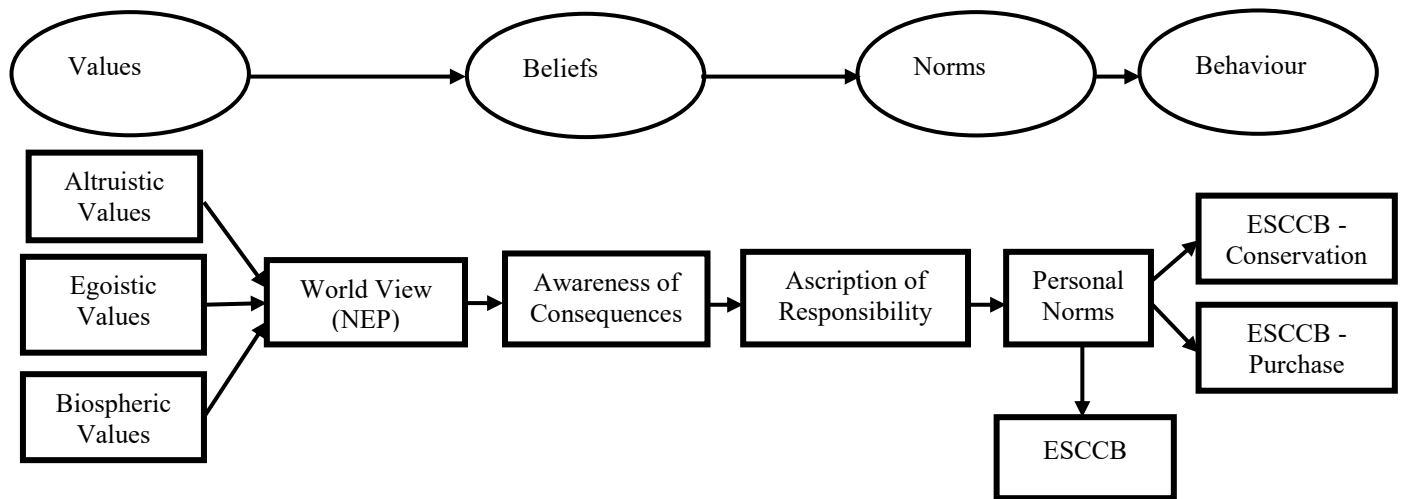 Values
Beliefs
Norms
Behaviour
Altruistic
Values
Egoistic
Values
Biospheric
Values
World View
(NEP)
Awareness of
Consequences
Ascription of
Responsibility
Personal
Norms
ESCCB -
Conservation
ESCCB -
Purchase
ESCCB